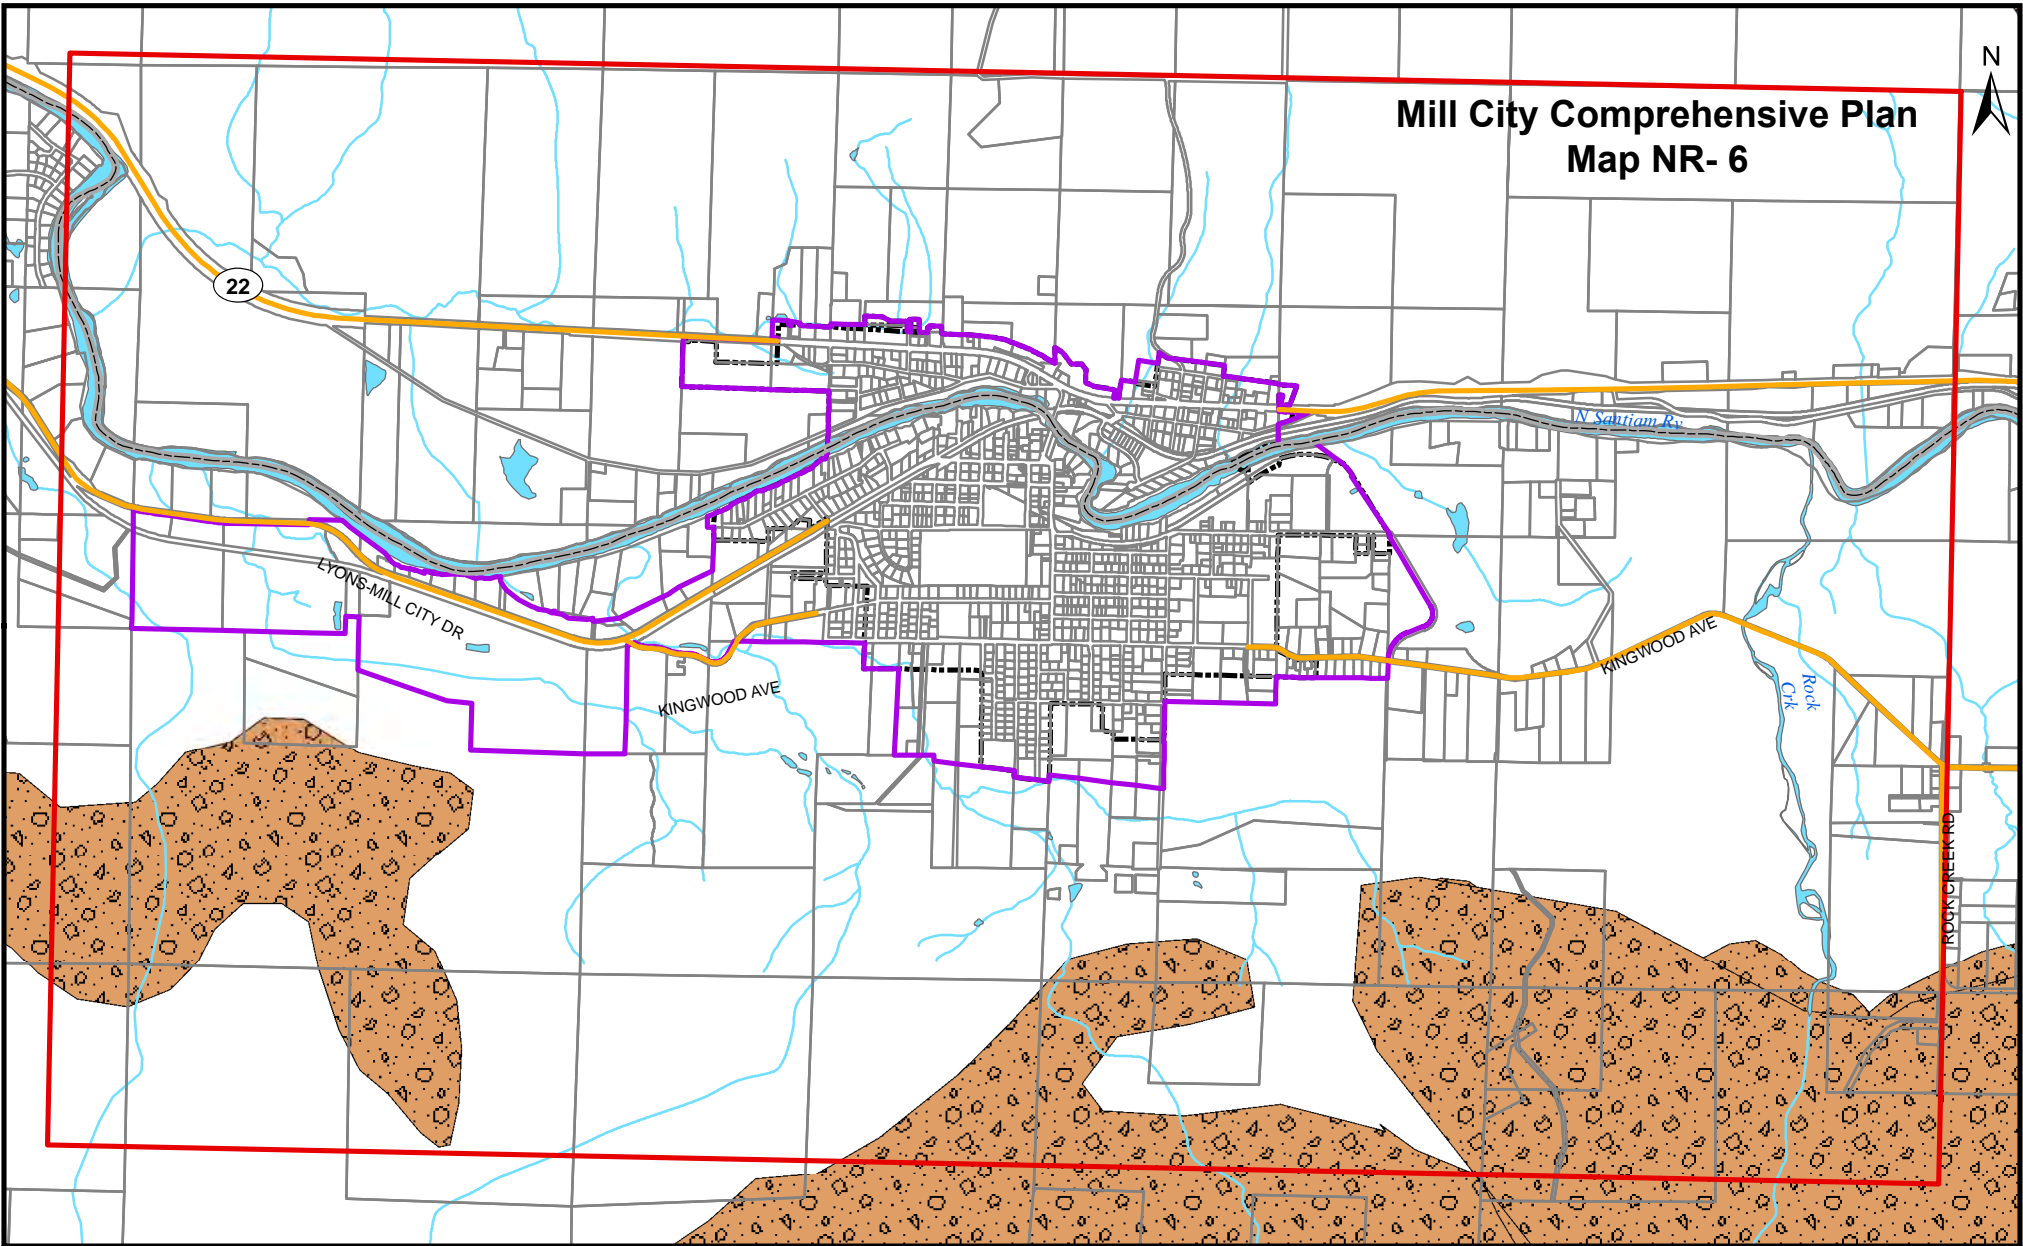 N
Mill City Comprehensive Plan
Map NR- 6
22
N Santiam Rv
LYONS-MILL CITY DR
KINGWOOD AVE
KINGWOOD AVE
Rock
Crk
ROCK CREEK RD